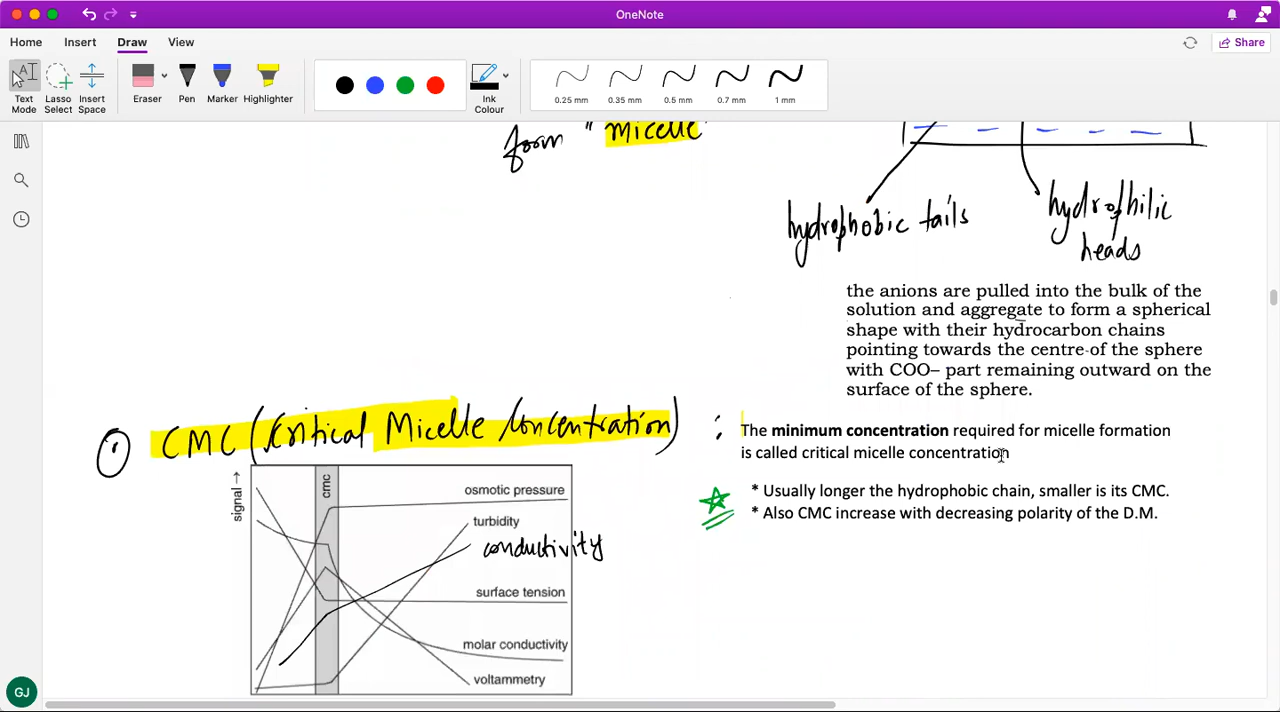 OneNote
Home Insert Draw View
Share
Text Mode
Lasso Select
Insert Space
Eraser
Pen
Marker
Highlighter
Ink Colour
0.25 mm
0.35 mm
0.5 mm
0.7 mm
1 mm
form "micelle"
hydrophobic tails
hydrophilic heads
the anions are pulled into the bulk of the
solution and aggregate to form a spherical
shape with their hydrocarbon chains
pointing towards the centre of the sphere
with COO– part remaining outward on the
surface of the sphere.
① CMC (Critical Micelle Concentration) :
The minimum concentration required for micelle formation
is called critical micelle concentration
* Usually longer the hydrophobic chain, smaller is its CMC.
* Also CMC increase with decreasing polarity of the D.M.
signal →
cmc
osmotic pressure
turbidity
conductivity
surface tension
molar conductivity
voltammetry
GJ